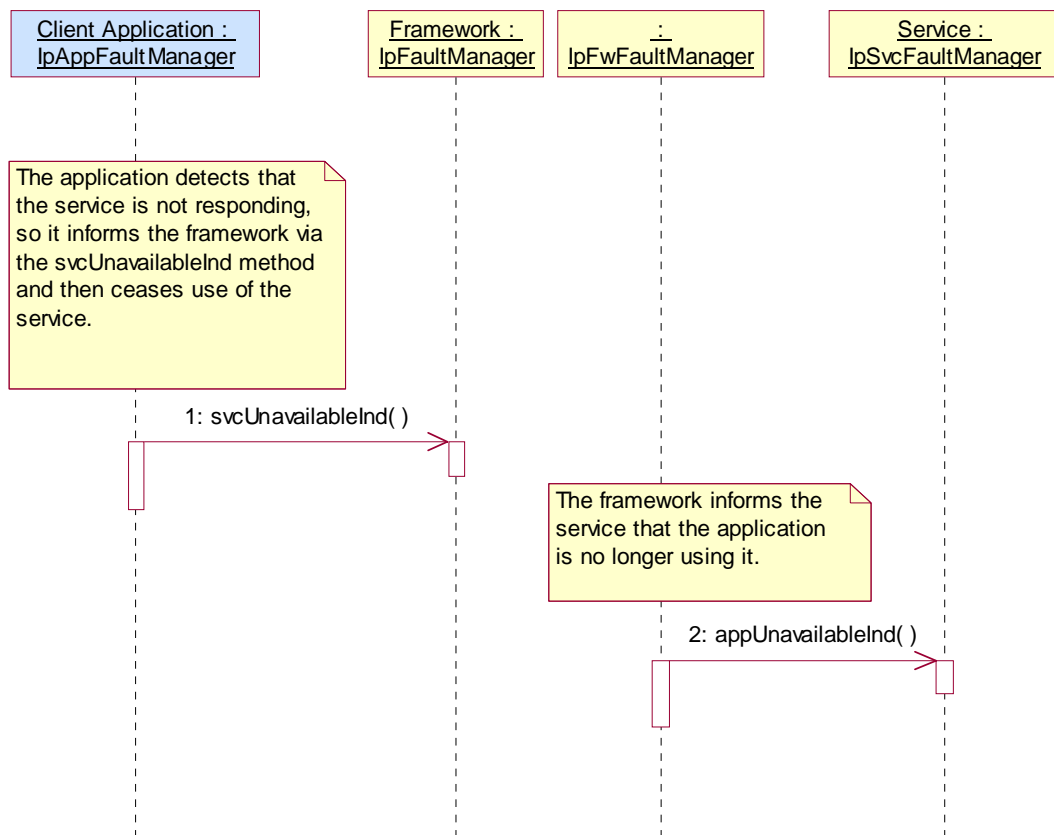 Client Application :
IpAppFaultManager
Framework :
IpFaultManager
:
IpFwFaultManager
Service :
IpSvcFaultManager
The application detects that
the service is not responding,
so it informs the framework via
the svcUnavailableInd method
and then ceases use of the
service.
1: svcUnavailableInd( )
The framework informs the
service that the application
is no longer using it.
2: appUnavailableInd( )